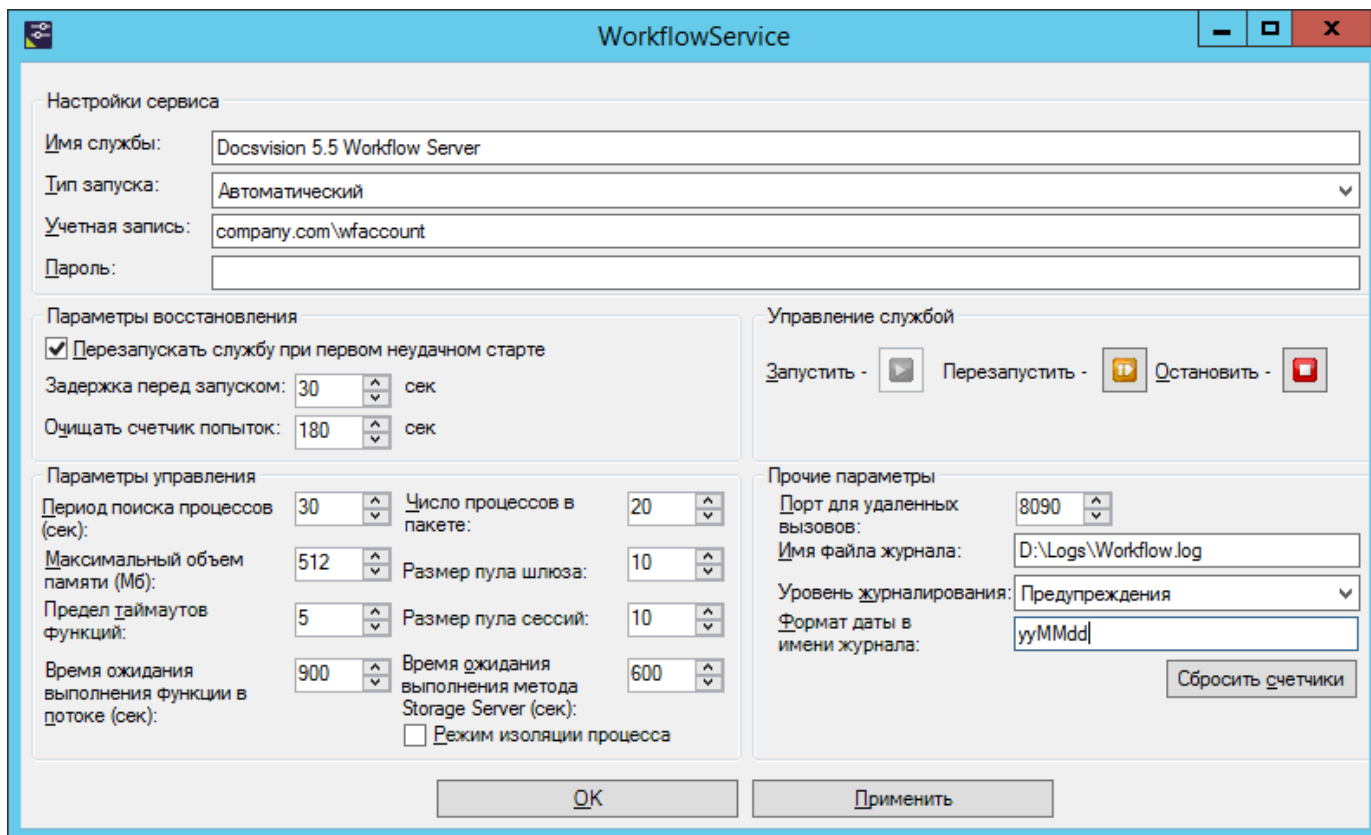 WorkflowService
Настройки сервиса
Имя службы: Docsvision 5.5 Workflow Server
Тип запуска: Автоматический
Учетная запись: company.com\wfaccount
Пароль:
Параметры восстановления
Перезапускать службу при первом неудачном старте
Задержка перед запуском: 30 сек
Очищать счетчик попыток: 180 сек
Управление службой
Запустить - Перезапустить - Остановить -
Параметры управления
Период поиска процессов
(сек): 30
Максимальный объем
памяти (Мб): 512
Предел таймаутов
функций: 5
Время ожидания
выполнения функции в
потоке (сек): 900
Число процессов в
пакете: 20
Размер пула шлюза: 10
Размер пула сессий: 10
Время ожидания
выполнения метода
Storage Server (сек): 600
Режим изоляции процесса
Прочие параметры
Порт для удаленных
вызовов: 8090
Имя файла журнала: D:\Logs\Workflow.log
Уровень журналирования: Предупреждения
Формат даты в
имени журнала: yyMMdd
Сбросить счетчики
OK Применить